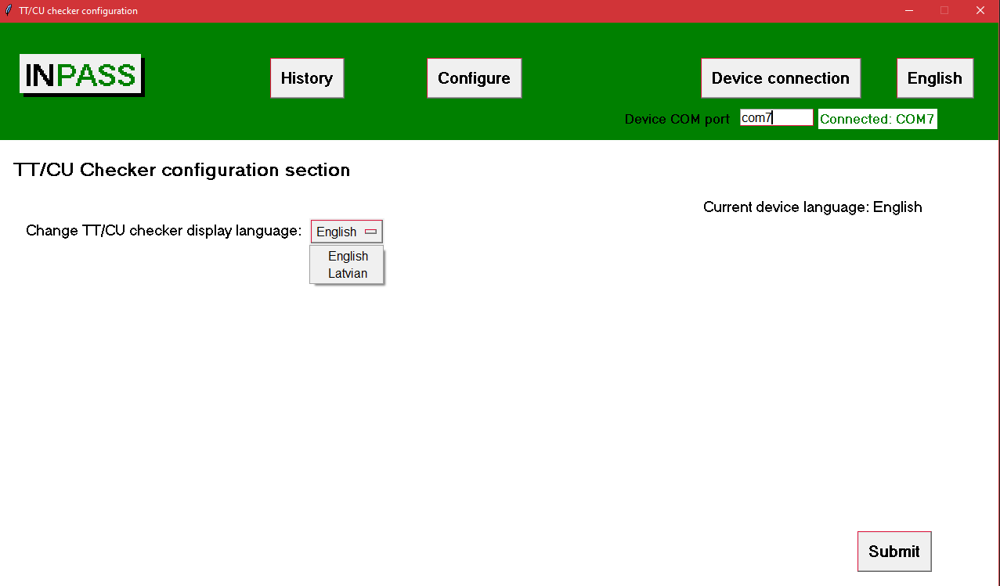 TT/CU checker configuration
INPASS
History
Configure
Device connection
English
Device COM port
com7
Connected: COM7
TT/CU Checker configuration section
Current device language: English
Change TT/CU checker display language:
English
English
Latvian
Submit